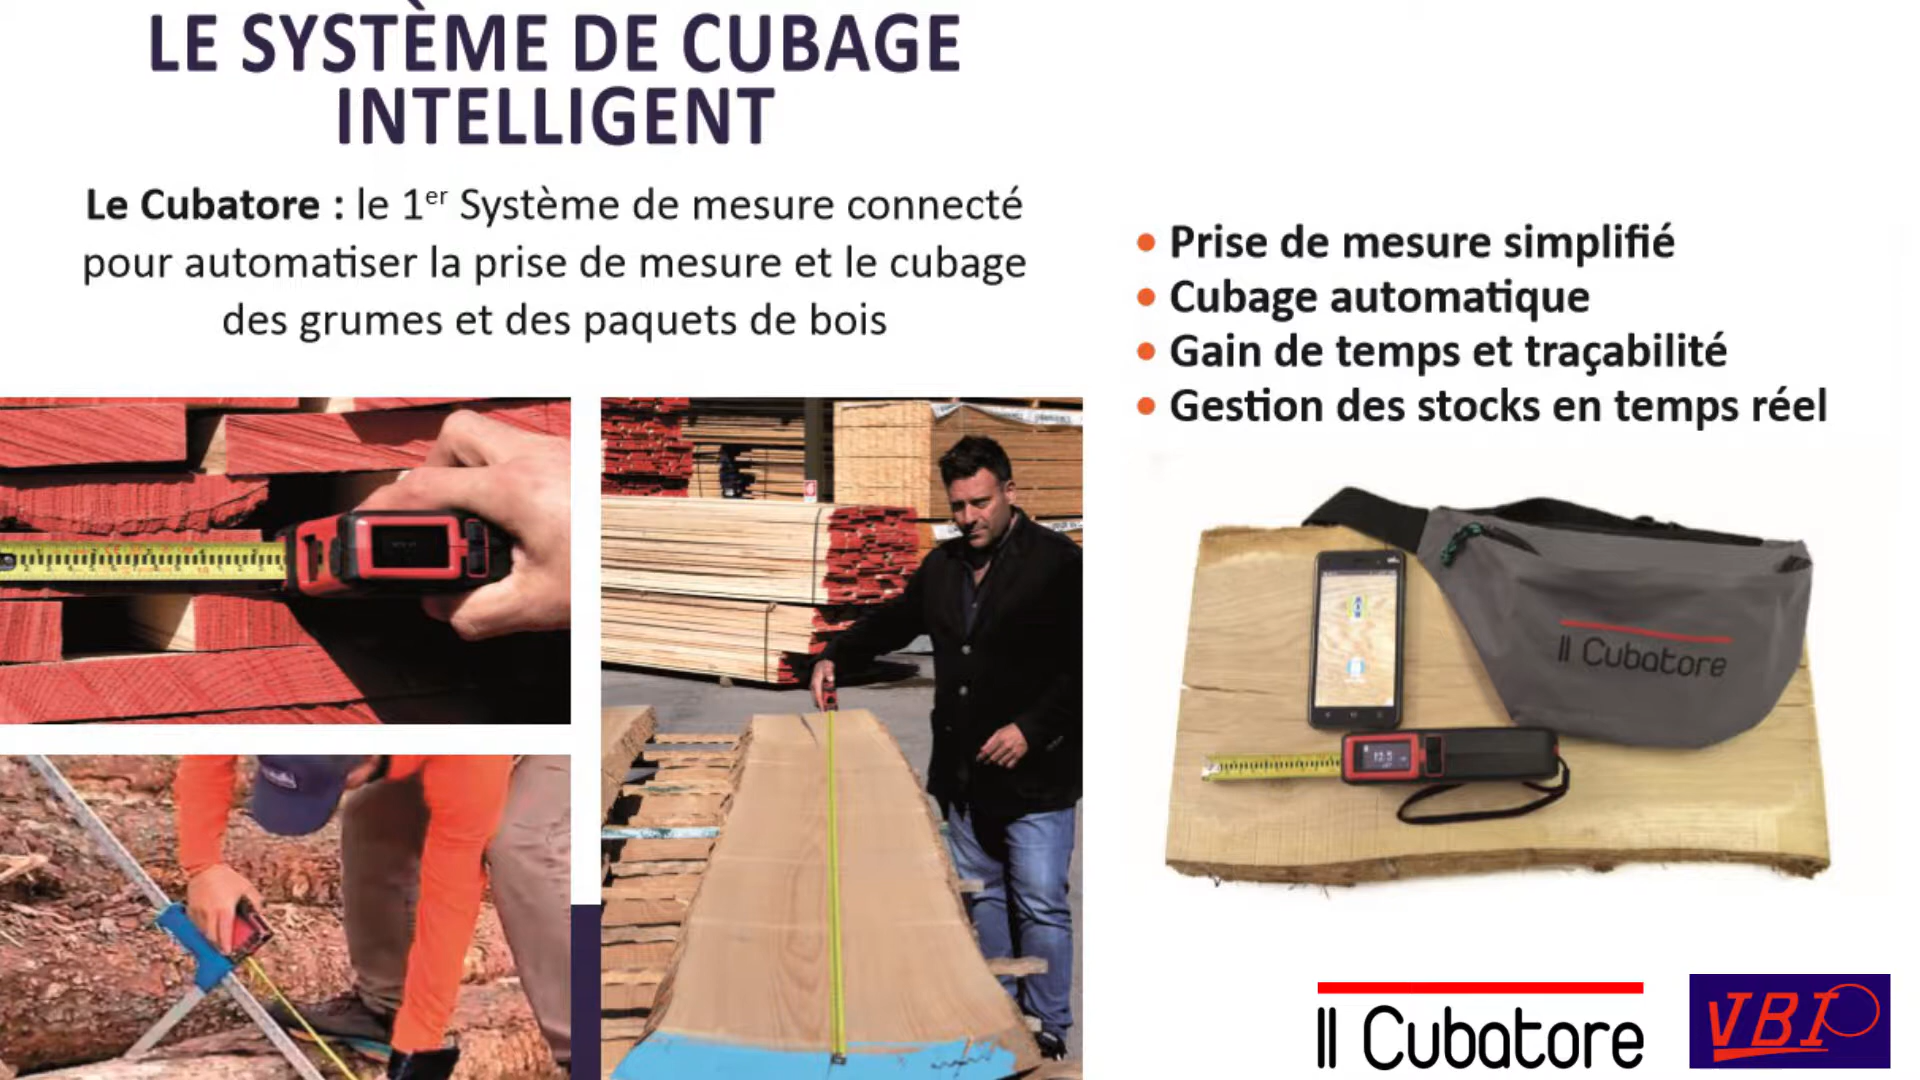 LE SYSTÈME DE CUBAGE
INTELLIGENT
Le Cubatore : le 1er Système de mesure connecté
pour automatiser la prise de mesure et le cubage
des grumes et des paquets de bois
• Prise de mesure simplifié
• Cubage automatique
• Gain de temps et traçabilité
• Gestion des stocks en temps réel
Il Cubatore
12.5
Il Cubatore
VBI